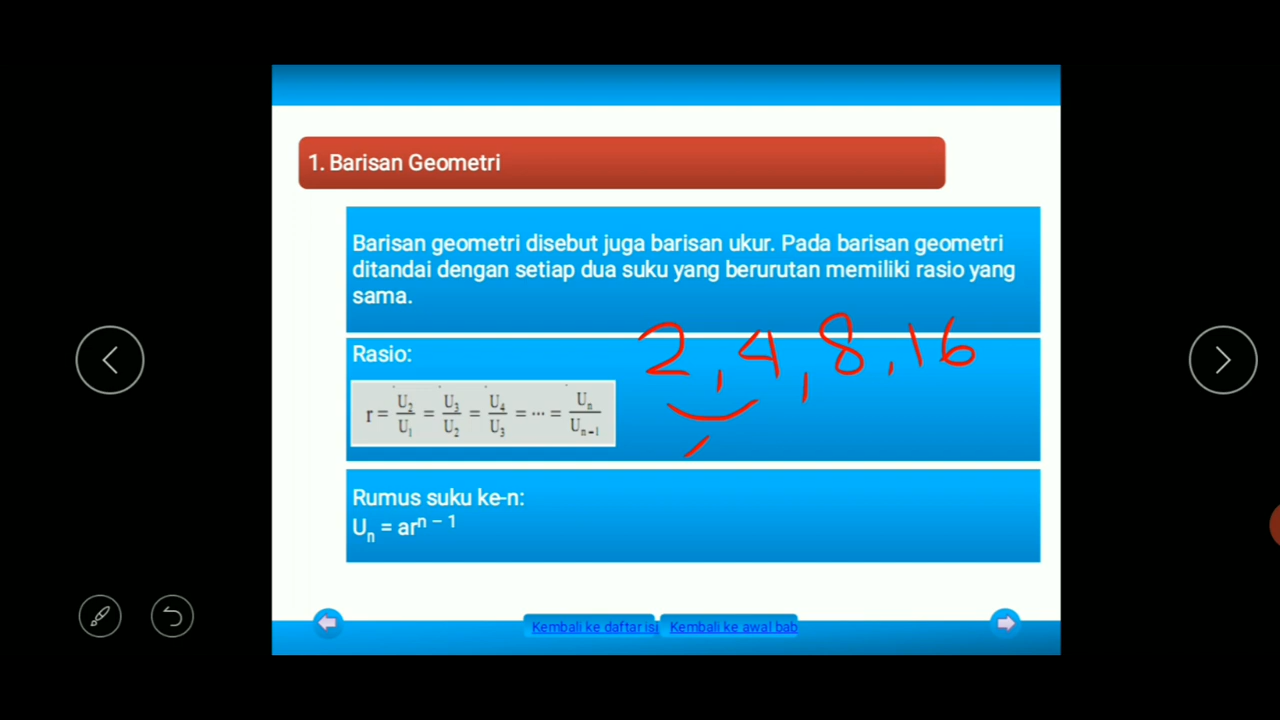 1. Barisan Geometri
Barisan geometri disebut juga barisan ukur. Pada barisan geometri
ditandai dengan setiap dua suku yang berurutan memiliki rasio yang
sama.
Rasio:
2, 4, 8, 16
r = U₂/U₁ = U₃/U₂ = U₄/U₃ = ... = Uₙ/Uₙ₋₁
Rumus suku ke-n:
Uₙ = arⁿ⁻¹
Kembali ke daftar isi
Kembali ke awal bab